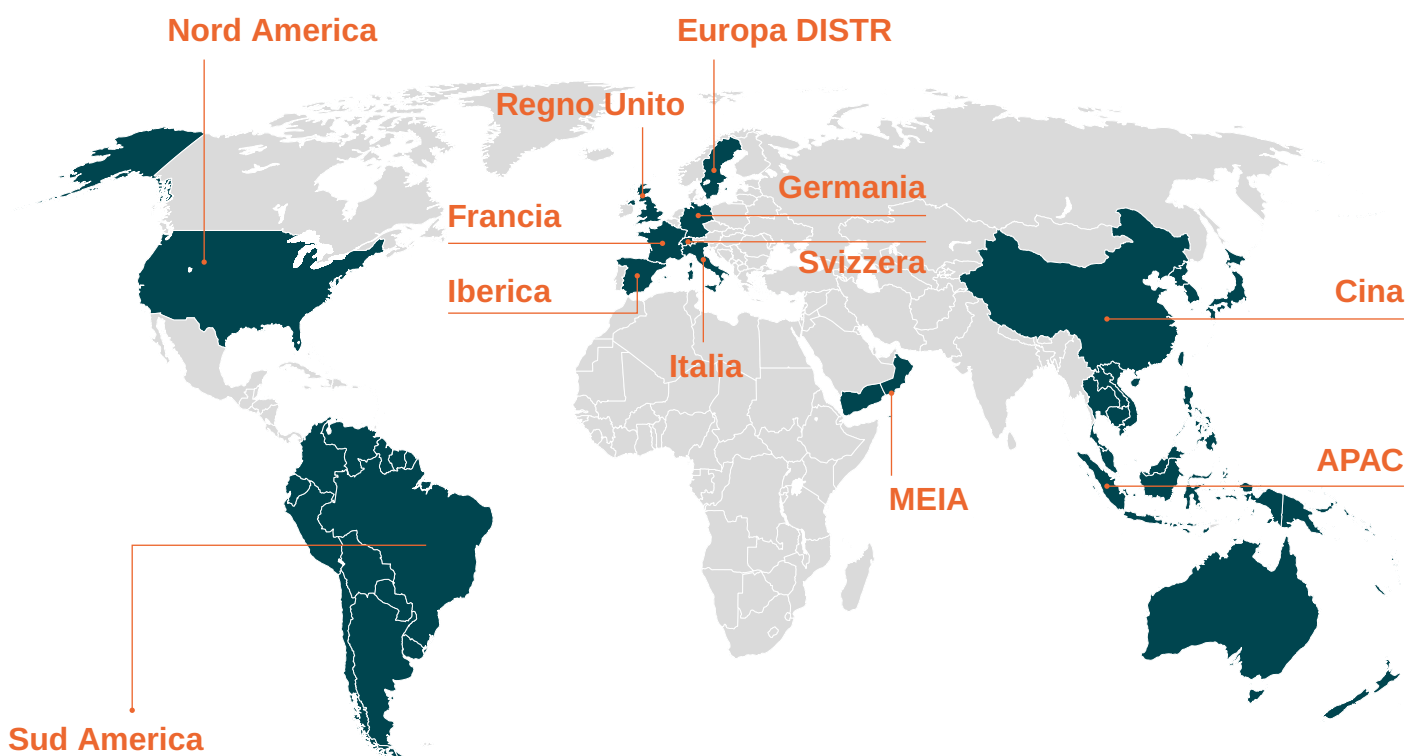 Nord America
Europa DISTR
Regno Unito
Germania
Francia
Svizzera
Iberica
Cina
Italia
APAC
MEIA
Sud America